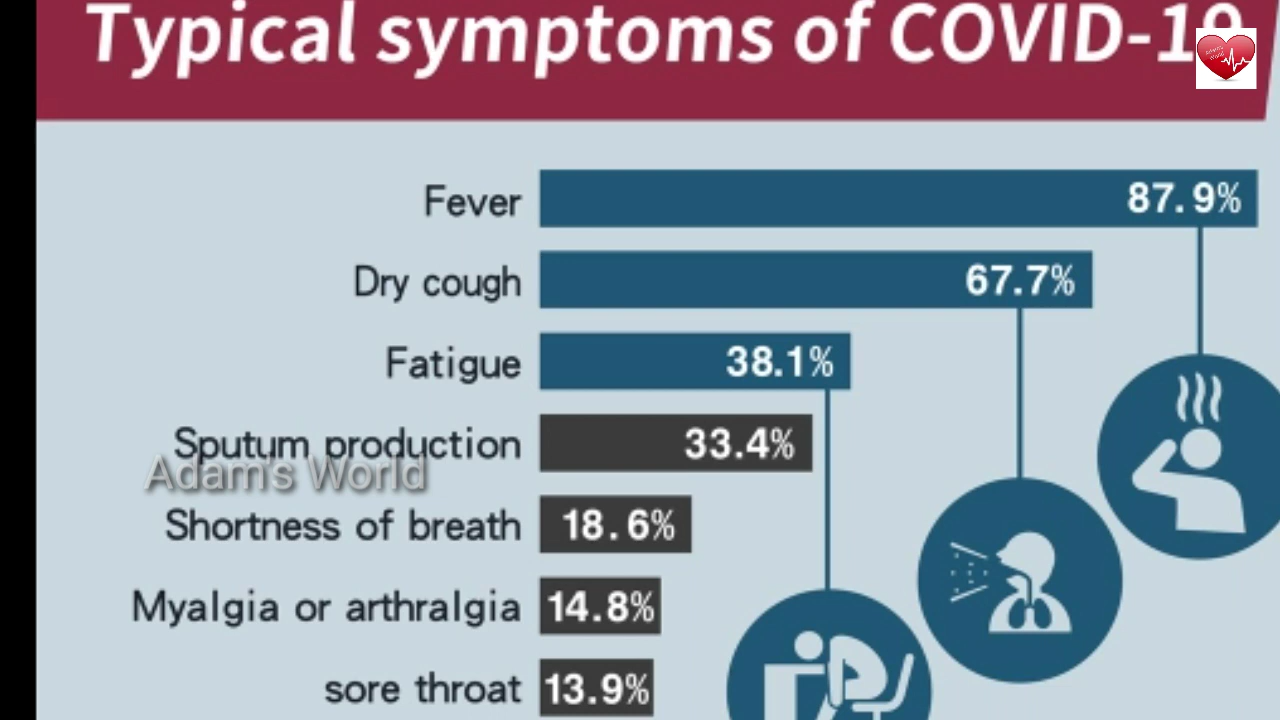 Typical symptoms of COVID-19
Fever 87.9%
Dry cough 67.7%
Fatigue 38.1%
Sputum production 33.4%
Adam's World
Shortness of breath 18.6%
Myalgia or arthralgia 14.8%
sore throat 13.9%